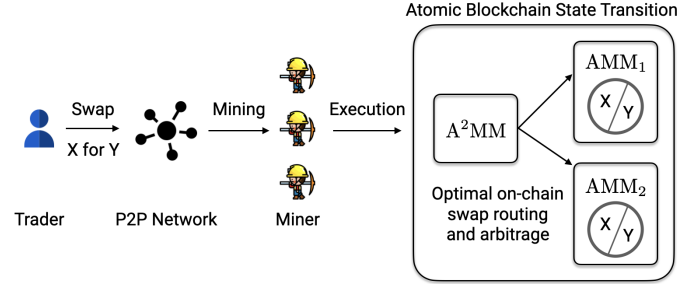 Atomic Blockchain State Transition
Swap
X for Y
Mining
Execution
Trader
P2P Network
Miner
A²MM
Optimal on-chain
swap routing
and arbitrage
AMM₁
X
Y
AMM₂
X
Y